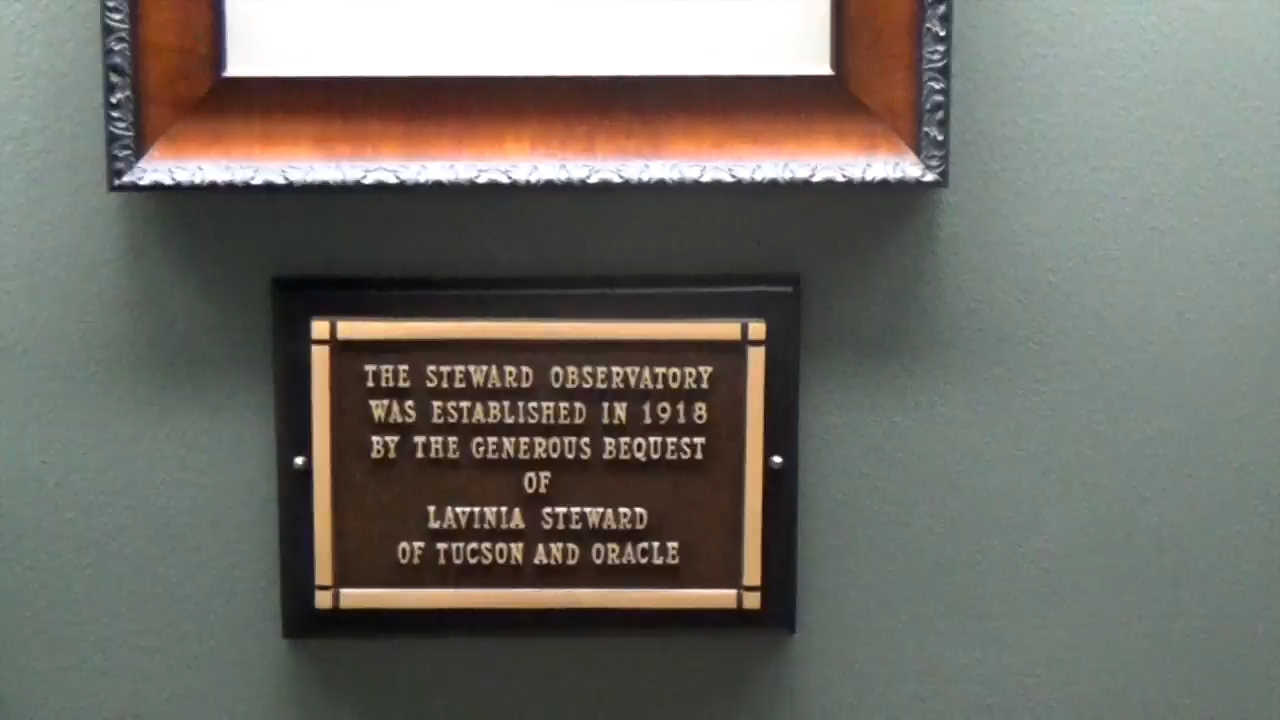 THE STEWARD OBSERVATORY
WAS ESTABLISHED IN 1918
BY THE GENEROUS BEQUEST
OF
LAVINIA STEWARD
OF TUCSON AND ORACLE